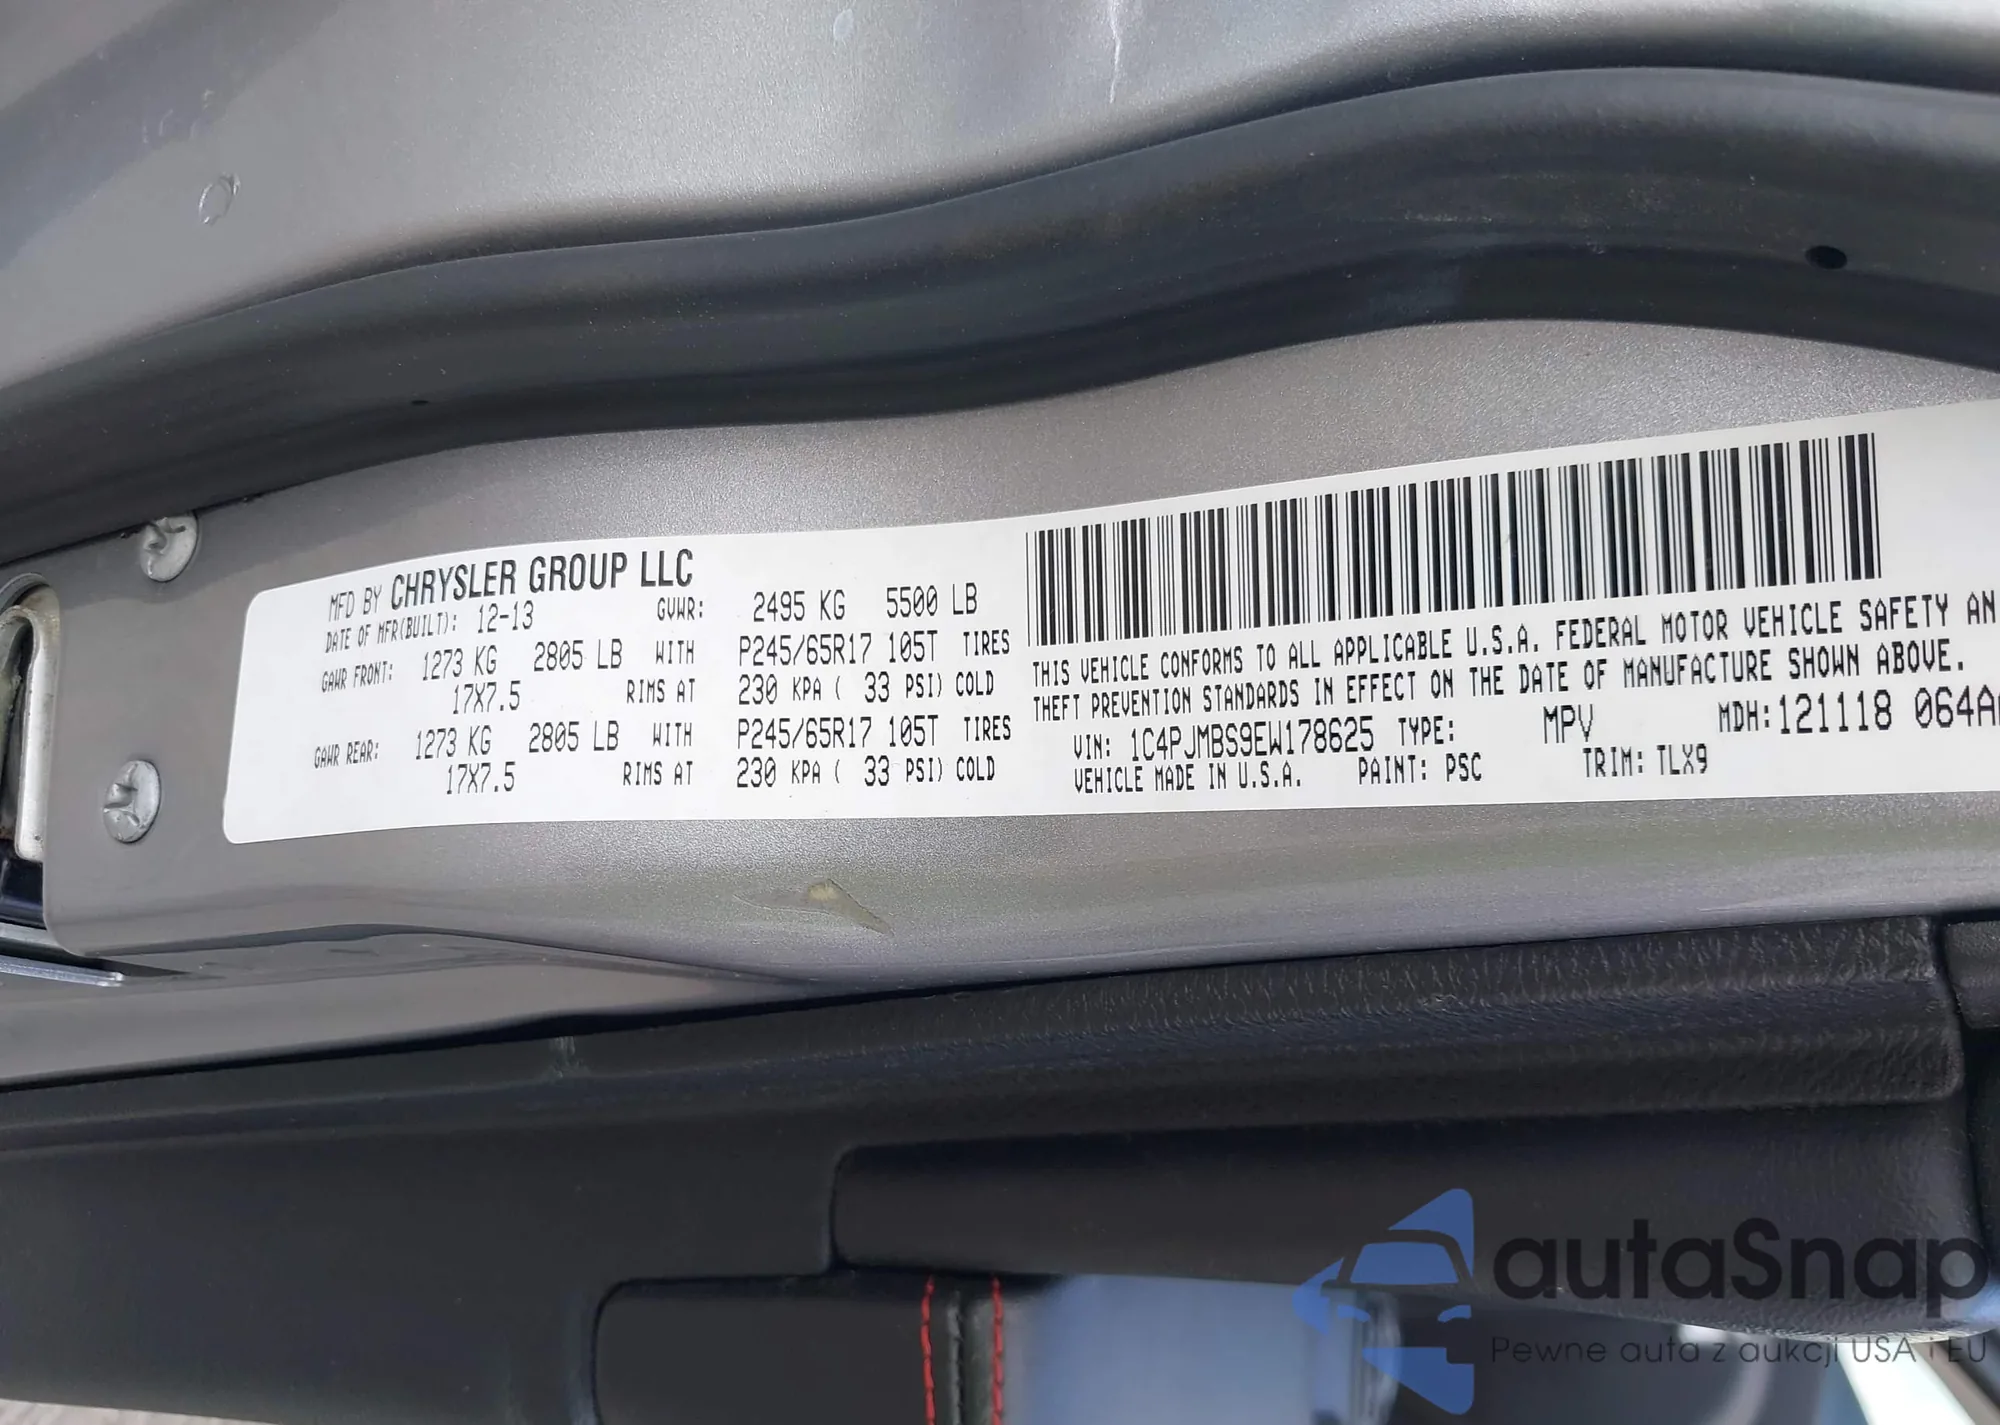 MFD BY CHRYSLER GROUP LLC
DATE OF MFR(BUILT): 12-13 GVWR: 2495 KG 5500 LB
GAWR FRONT: 1273 KG 2805 LB WITH P245/65R17 105T TIRES
17X7.5 RIMS AT 230 KPA ( 33 PSI) COLD
GAWR REAR: 1273 KG 2805 LB WITH P245/65R17 105T TIRES
17X7.5 RIMS AT 230 KPA ( 33 PSI) COLD
THIS VEHICLE CONFORMS TO ALL APPLICABLE U.S.A. FEDERAL MOTOR VEHICLE SAFETY AN
THEFT PREVENTION STANDARDS IN EFFECT ON THE DATE OF MANUFACTURE SHOWN ABOVE.
VIN: 1C4PJMBS9EW178625 TYPE: MPV MDH:121118 064A
VEHICLE MADE IN U.S.A. PAINT: PSC TRIM: TLX9
autaSnap
Pewne auta z aukcji USA i EU